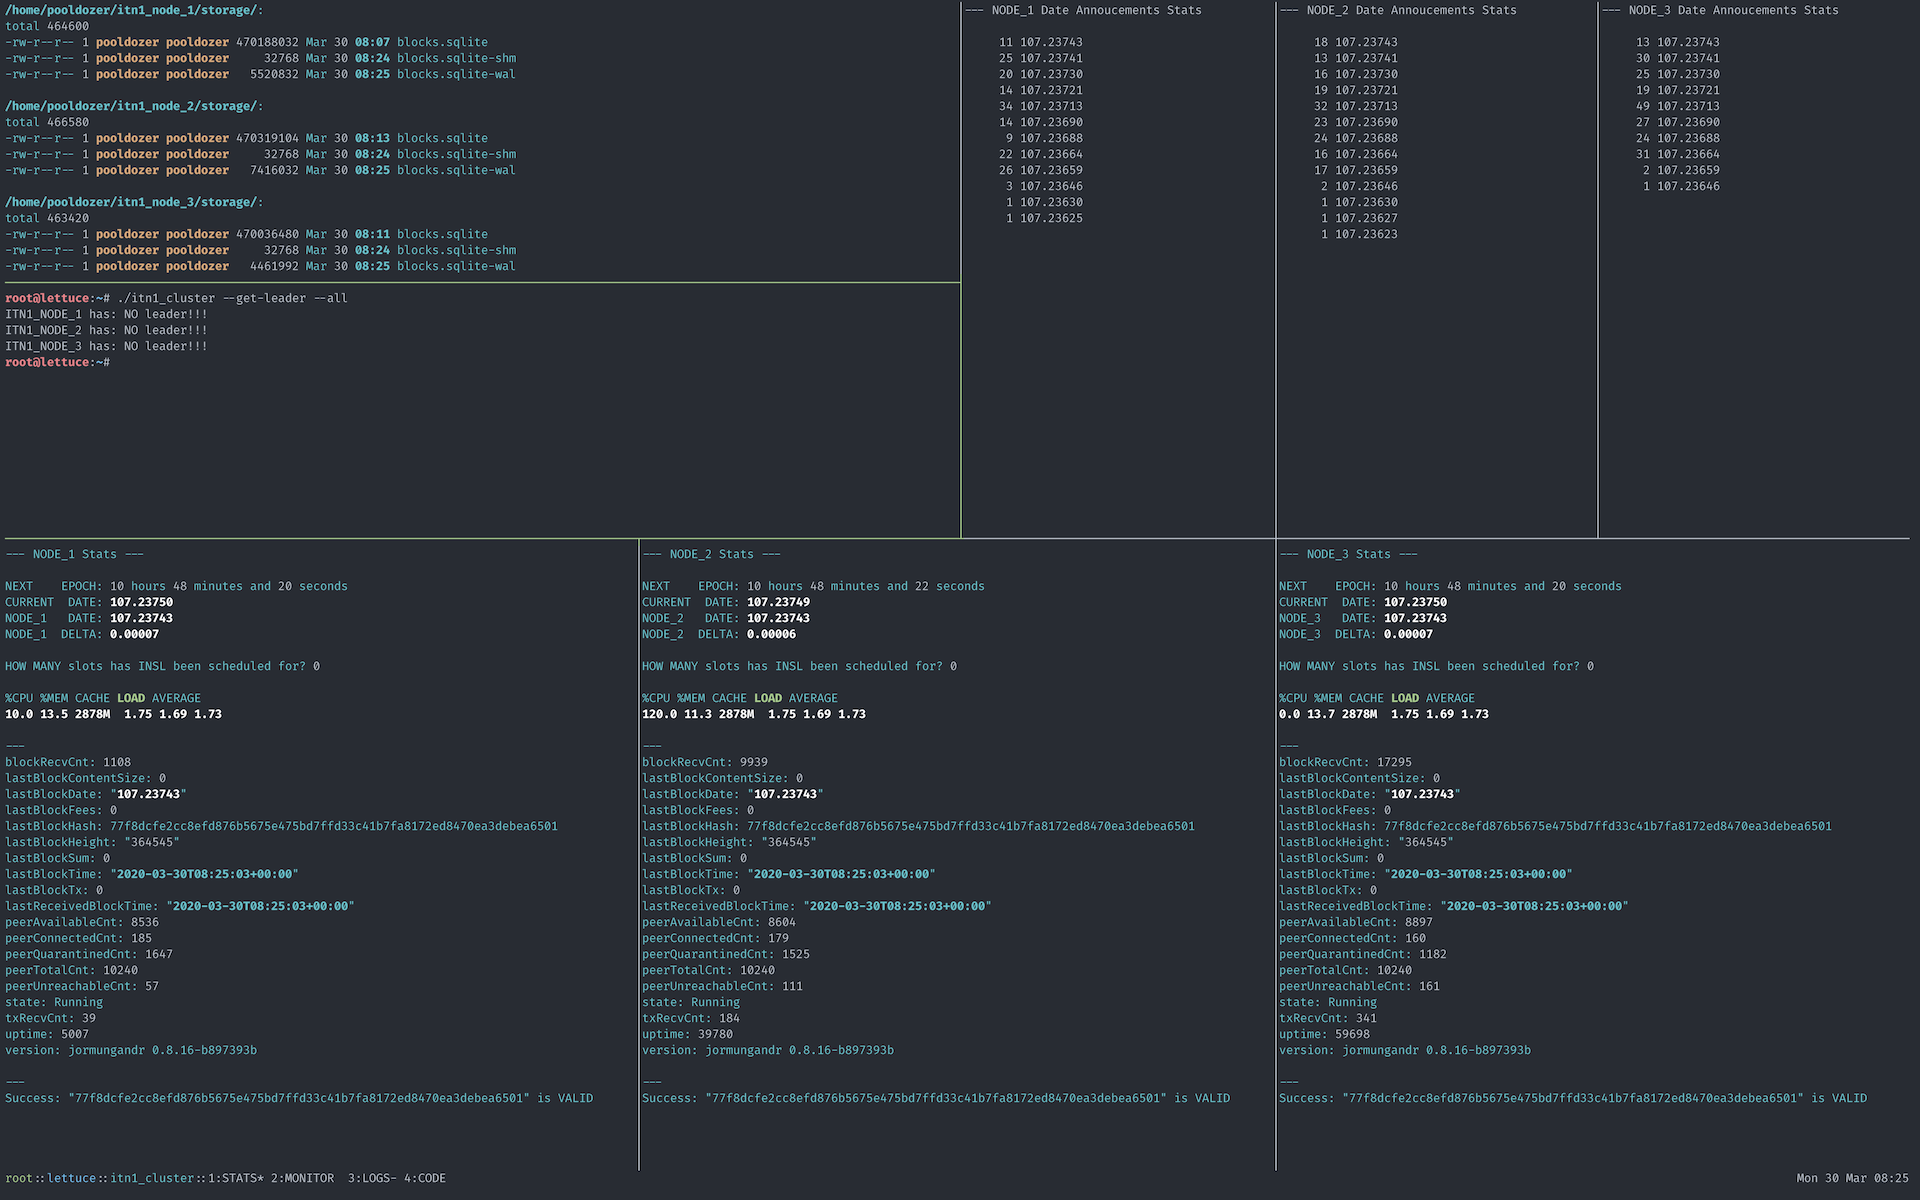 /home/pooldozer/itn1_node_1/storage/:
total 464600
-rw-r--r-- 1 pooldozer pooldozer 470188032 Mar 30 08:07 blocks.sqlite
-rw-r--r-- 1 pooldozer pooldozer     32768 Mar 30 08:24 blocks.sqlite-shm
-rw-r--r-- 1 pooldozer pooldozer   5520832 Mar 30 08:25 blocks.sqlite-wal
/home/pooldozer/itn1_node_2/storage/:
total 466580
-rw-r--r-- 1 pooldozer pooldozer 470319104 Mar 30 08:13 blocks.sqlite
-rw-r--r-- 1 pooldozer pooldozer     32768 Mar 30 08:24 blocks.sqlite-shm
-rw-r--r-- 1 pooldozer pooldozer   7416032 Mar 30 08:25 blocks.sqlite-wal
/home/pooldozer/itn1_node_3/storage/:
total 463420
-rw-r--r-- 1 pooldozer pooldozer 470036480 Mar 30 08:11 blocks.sqlite
-rw-r--r-- 1 pooldozer pooldozer     32768 Mar 30 08:24 blocks.sqlite-shm
-rw-r--r-- 1 pooldozer pooldozer   4461992 Mar 30 08:25 blocks.sqlite-wal
root@lettuce:~# ./itn1_cluster --get-leader --all
ITN1_NODE_1 has: NO leader!!!
ITN1_NODE_2 has: NO leader!!!
ITN1_NODE_3 has: NO leader!!!
root@lettuce:~#
--- NODE_1 Date Annoucements Stats
11 107.23743
25 107.23741
20 107.23730
14 107.23721
34 107.23713
14 107.23690
9 107.23688
22 107.23664
26 107.23659
3 107.23646
1 107.23630
1 107.23625
--- NODE_2 Date Annoucements Stats
18 107.23743
13 107.23741
16 107.23730
19 107.23721
32 107.23713
23 107.23690
24 107.23688
16 107.23664
17 107.23659
2 107.23646
1 107.23630
1 107.23627
1 107.23623
--- NODE_3 Date Annoucements Stats
13 107.23743
30 107.23741
25 107.23730
19 107.23721
49 107.23713
27 107.23690
24 107.23688
31 107.23664
2 107.23659
1 107.23646
--- NODE_1 Stats ---
NEXT    EPOCH: 10 hours 48 minutes and 20 seconds
CURRENT  DATE: 107.23750
NODE_1   DATE: 107.23743
NODE_1  DELTA: 0.00007
HOW MANY slots has INSL been scheduled for? 0
%CPU %MEM CACHE LOAD AVERAGE
10.0 13.5 2878M  1.75 1.69 1.73
---
blockRecvCnt: 1108
lastBlockContentSize: 0
lastBlockDate: "107.23743"
lastBlockFees: 0
lastBlockHash: 77f8dcfe2cc8efd876b5675e475bd7ffd33c41b7fa8172ed8470ea3debea6501
lastBlockHeight: "364545"
lastBlockSum: 0
lastBlockTime: "2020-03-30T08:25:03+00:00"
lastBlockTx: 0
lastReceivedBlockTime: "2020-03-30T08:25:03+00:00"
peerAvailableCnt: 8536
peerConnectedCnt: 185
peerQuarantinedCnt: 1647
peerTotalCnt: 10240
peerUnreachableCnt: 57
state: Running
txRecvCnt: 39
uptime: 5007
version: jormungandr 0.8.16-b897393b
---
Success: "77f8dcfe2cc8efd876b5675e475bd7ffd33c41b7fa8172ed8470ea3debea6501" is VALID
--- NODE_2 Stats ---
NEXT    EPOCH: 10 hours 48 minutes and 22 seconds
CURRENT  DATE: 107.23749
NODE_2   DATE: 107.23743
NODE_2  DELTA: 0.00006
HOW MANY slots has INSL been scheduled for? 0
%CPU %MEM CACHE LOAD AVERAGE
120.0 11.3 2878M  1.75 1.69 1.73
---
blockRecvCnt: 9939
lastBlockContentSize: 0
lastBlockDate: "107.23743"
lastBlockFees: 0
lastBlockHash: 77f8dcfe2cc8efd876b5675e475bd7ffd33c41b7fa8172ed8470ea3debea6501
lastBlockHeight: "364545"
lastBlockSum: 0
lastBlockTime: "2020-03-30T08:25:03+00:00"
lastBlockTx: 0
lastReceivedBlockTime: "2020-03-30T08:25:03+00:00"
peerAvailableCnt: 8604
peerConnectedCnt: 179
peerQuarantinedCnt: 1525
peerTotalCnt: 10240
peerUnreachableCnt: 111
state: Running
txRecvCnt: 184
uptime: 39780
version: jormungandr 0.8.16-b897393b
---
Success: "77f8dcfe2cc8efd876b5675e475bd7ffd33c41b7fa8172ed8470ea3debea6501" is VALID
--- NODE_3 Stats ---
NEXT    EPOCH: 10 hours 48 minutes and 20 seconds
CURRENT  DATE: 107.23750
NODE_3   DATE: 107.23743
NODE_3  DELTA: 0.00007
HOW MANY slots has INSL been scheduled for? 0
%CPU %MEM CACHE LOAD AVERAGE
0.0 13.7 2878M  1.75 1.69 1.73
---
blockRecvCnt: 17295
lastBlockContentSize: 0
lastBlockDate: "107.23743"
lastBlockFees: 0
lastBlockHash: 77f8dcfe2cc8efd876b5675e475bd7ffd33c41b7fa8172ed8470ea3debea6501
lastBlockHeight: "364545"
lastBlockSum: 0
lastBlockTime: "2020-03-30T08:25:03+00:00"
lastBlockTx: 0
lastReceivedBlockTime: "2020-03-30T08:25:03+00:00"
peerAvailableCnt: 8897
peerConnectedCnt: 160
peerQuarantinedCnt: 1182
peerTotalCnt: 10240
peerUnreachableCnt: 161
state: Running
txRecvCnt: 341
uptime: 59698
version: jormungandr 0.8.16-b897393b
---
Success: "77f8dcfe2cc8efd876b5675e475bd7ffd33c41b7fa8172ed8470ea3debea6501" is VALID
root::lettuce::itn1_cluster::1:STATS* 2:MONITOR  3:LOGS- 4:CODE
Mon 30 Mar 08:25